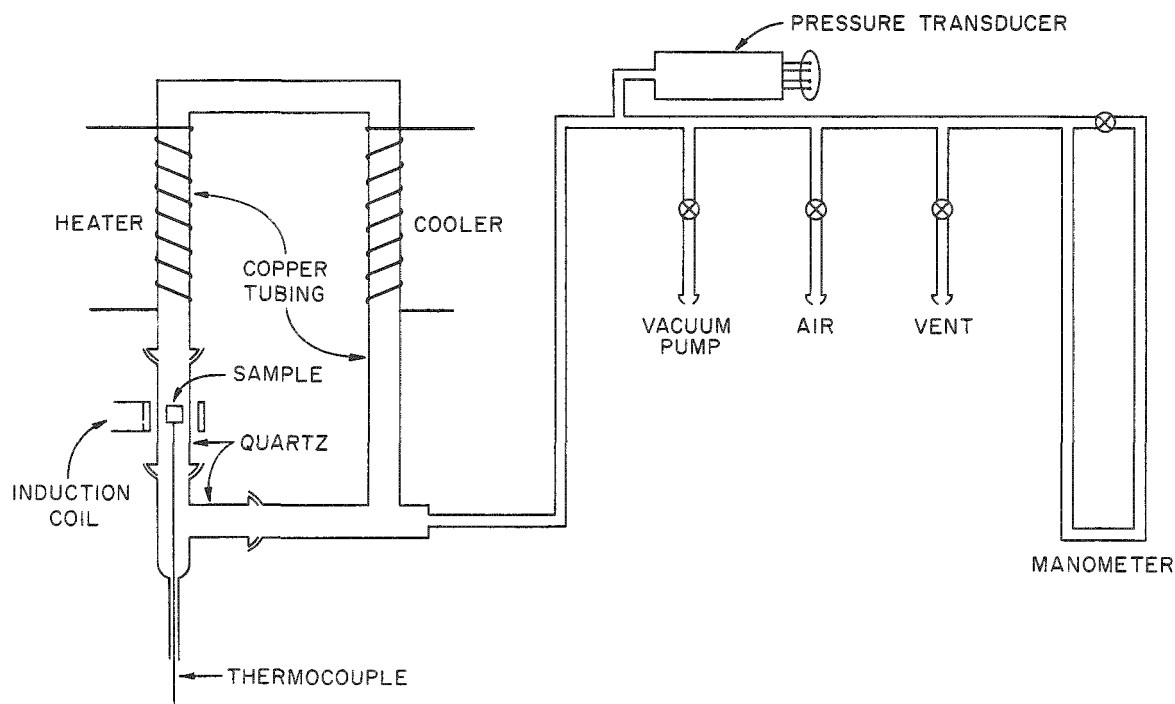 PRESSURE TRANSDUCER
HEATER
COOLER
COPPER
TUBING
VACUUM
PUMP
AIR
VENT
SAMPLE
QUARTZ
INDUCTION
COIL
MANOMETER
THERMOCOUPLE